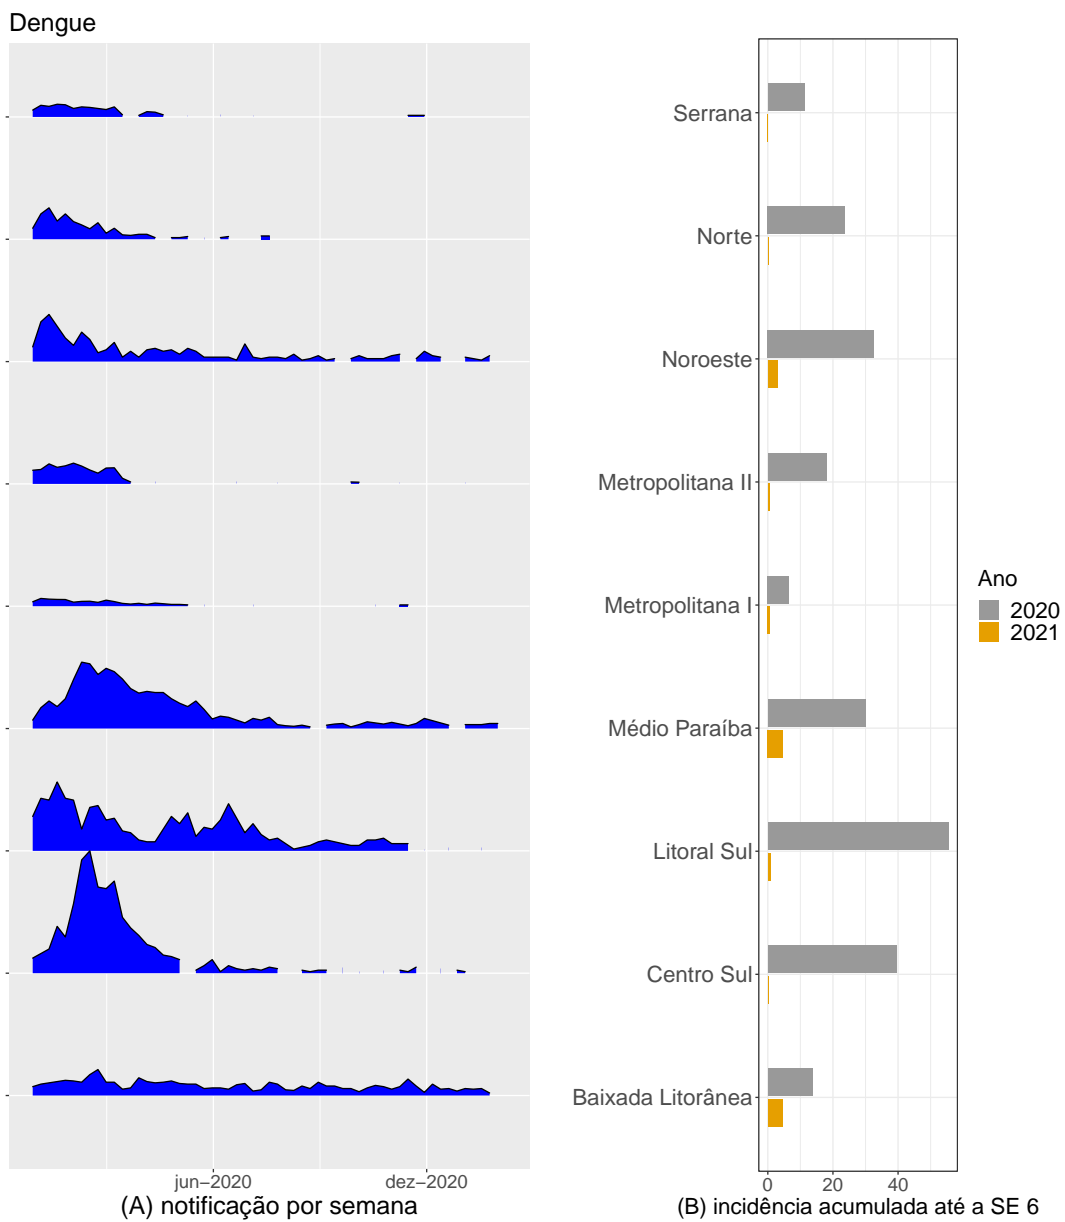 Dengue
Serrana
Norte
Noroeste
Metropolitana II
Metropolitana I
Médio Paraíba
Litoral Sul
Centro Sul
Baixada Litorânea
Ano
2020
2021
jun–2020 dez–2020
(A) notificação por semana
0 20 40
(B) incidência acumulada até a SE 6